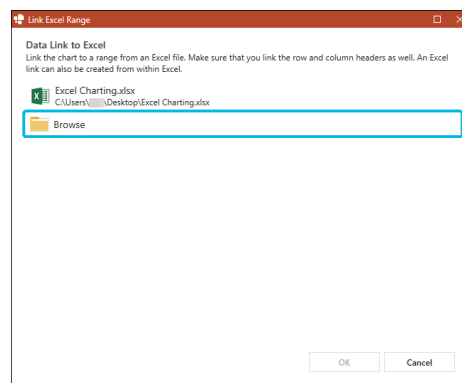 Link Excel Range
Data Link to Excel
Link the chart to a range from an Excel file. Make sure that you link the row and column headers as well. An Excel
link can also be created from within Excel.
Excel Charting.xlsx
C:\Users\ \Desktop\Excel Charting.xlsx
Browse
OK
Cancel